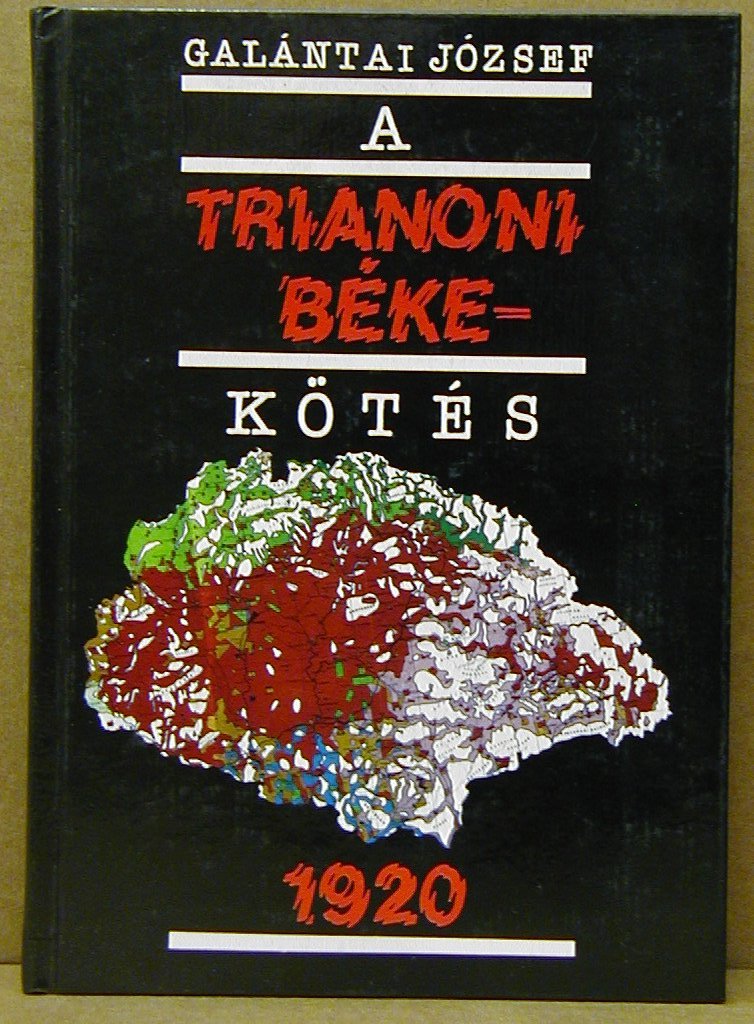 GALÁNTAI JÓZSEF
A
TRIANONI
BÉKE-
KÖTÉS
1920